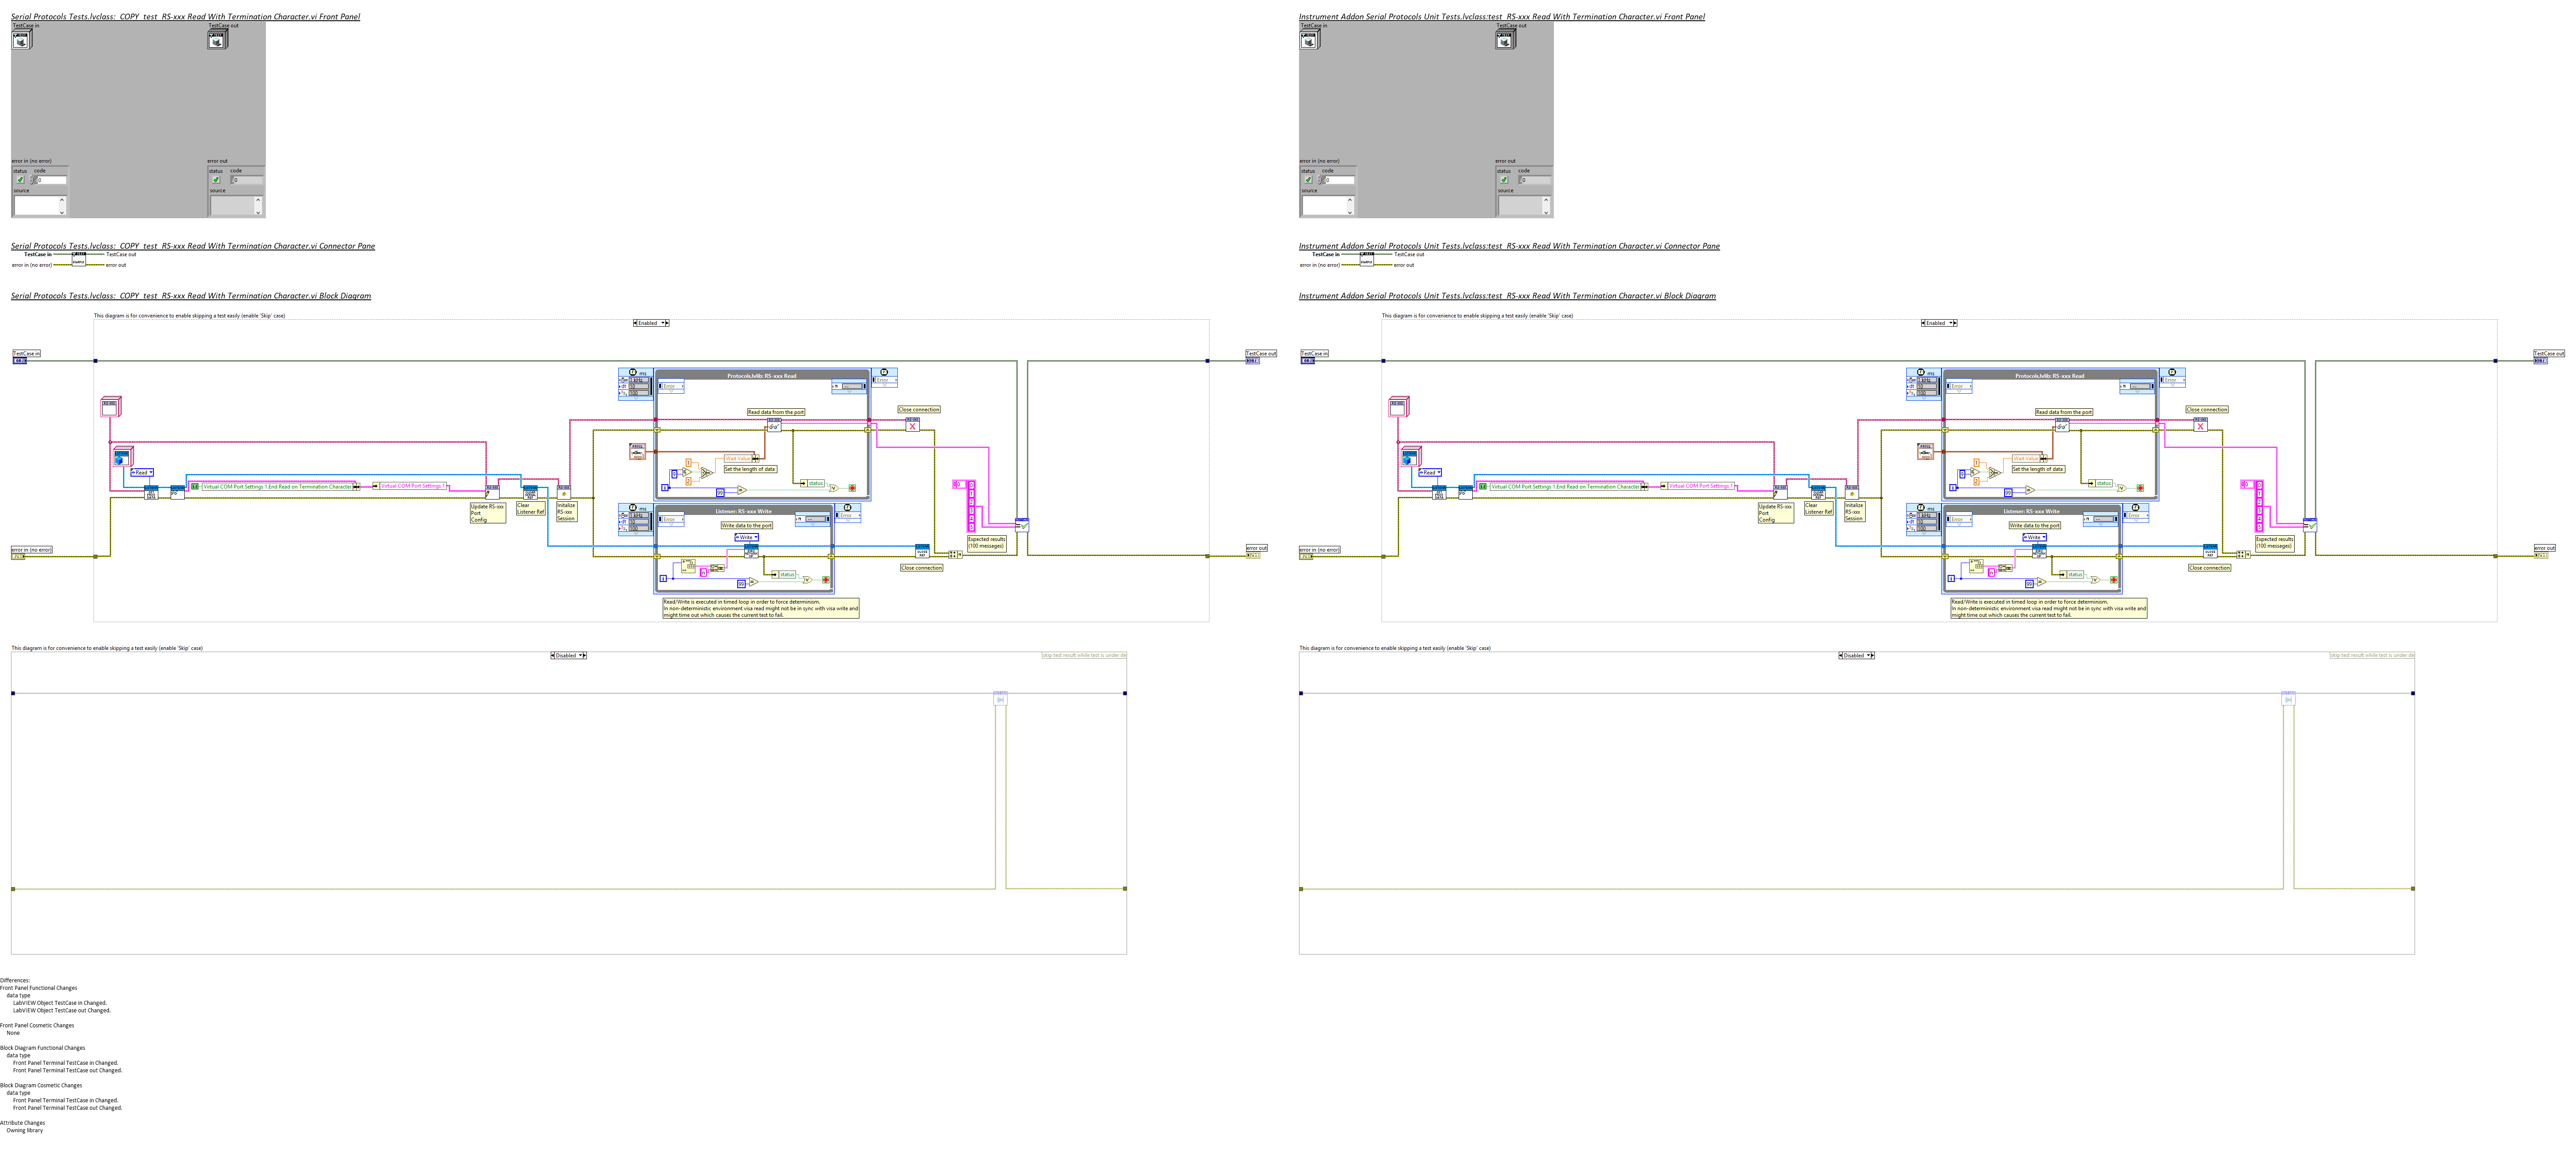 Serial Protocols Tests.lvclass:_COPY_test_RS-xxx Read With Termination Character.vi Front Panel
TestCase in
TestCase out
error in (no error)
status code
0
source
error out
status code
0
source
Serial Protocols Tests.lvclass:_COPY_test_RS-xxx Read With Termination Character.vi Connector Pane
TestCase in
TestCase out
error in (no error)
error out
Serial Protocols Tests.lvclass:_COPY_test_RS-xxx Read With Termination Character.vi Block Diagram
This diagram is for convenience to enable skipping a test easily (enable 'Skip' case)
Enabled
TestCase in
TestCase out
Protocols.lvlib: RS-xxx Read
Error
Error
Read data from the port
Close connection
Wait Value
Set the length of data
Read
Virtual COM Port Settings 1.End Read on Termination Character
Virtual COM Port Settings 1
99
status
Update RS-xxx
Port
Config
Clear
Listener Ref
Initalize
RS-xxx
Session
Listener: RS-xxx Write
Error
Error
Write data to the port
Write
status
99
Expected results
(100 messages)
Close connection
error in (no error)
error out
Read/Write is executed in timed loop in order to force determinism.
In non-deterministic environment visa read might not be in sync with visa write and
might time out which causes the current test to fail.
This diagram is for convenience to enable skipping a test easily (enable 'Skip' case)
Disabled
skip test result while test is under de
Instrument Addon Serial Protocols Unit Tests.lvclass:test_RS-xxx Read With Termination Character.vi Front Panel
TestCase in
TestCase out
error in (no error)
status code
0
source
error out
status code
0
source
Instrument Addon Serial Protocols Unit Tests.lvclass:test_RS-xxx Read With Termination Character.vi Connector Pane
TestCase in
TestCase out
error in (no error)
error out
Instrument Addon Serial Protocols Unit Tests.lvclass:test_RS-xxx Read With Termination Character.vi Block Diagram
This diagram is for convenience to enable skipping a test easily (enable 'Skip' case)
Enabled
TestCase in
TestCase out
Protocols.lvlib: RS-xxx Read
Error
Error
Read data from the port
Close connection
Wait Value
Set the length of data
Read
Virtual COM Port Settings 1.End Read on Termination Character
Virtual COM Port Settings 1
99
status
Update RS-xxx
Port
Config
Clear
Listener Ref
Initalize
RS-xxx
Session
Listener: RS-xxx Write
Error
Error
Write data to the port
Write
status
99
Expected results
(100 messages)
Close connection
error in (no error)
error out
Read/Write is executed in timed loop in order to force determinism.
In non-deterministic environment visa read might not be in sync with visa write and
might time out which causes the current test to fail.
This diagram is for convenience to enable skipping a test easily (enable 'Skip' case)
Disabled
skip test result while test is under de
Differences:
Front Panel Functional Changes
data type
LabVIEW Object TestCase in Changed.
LabVIEW Object TestCase out Changed.
Front Panel Cosmetic Changes
None
Block Diagram Functional Changes
data type
Front Panel Terminal TestCase in Changed.
Front Panel Terminal TestCase out Changed.
Block Diagram Cosmetic Changes
data type
Front Panel Terminal TestCase in Changed.
Front Panel Terminal TestCase out Changed.
Attribute Changes
Owning library